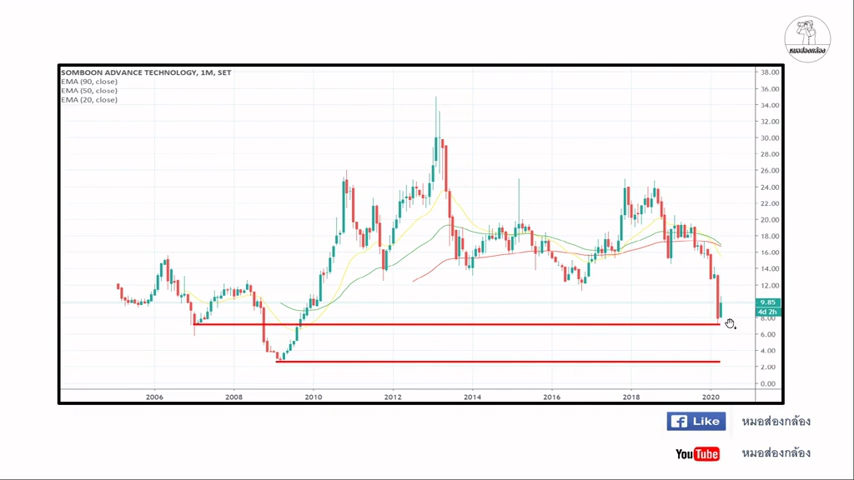 หมอส่องกล้อง
SOMBOON ADVANCE TECHNOLOGY, 1M, SET
EMA (90, close)
EMA (50, close)
EMA (20, close)
38.00
36.00
34.00
32.00
30.00
28.00
26.00
24.00
22.00
20.00
18.00
16.00
14.00
12.00
9.85
4d 2h
8.00
6.00
4.00
2.00
0.00
2006 2008 2010 2012 2014 2016 2018 2020
Like หมอส่องกล้อง
YouTube หมอส่องกล้อง